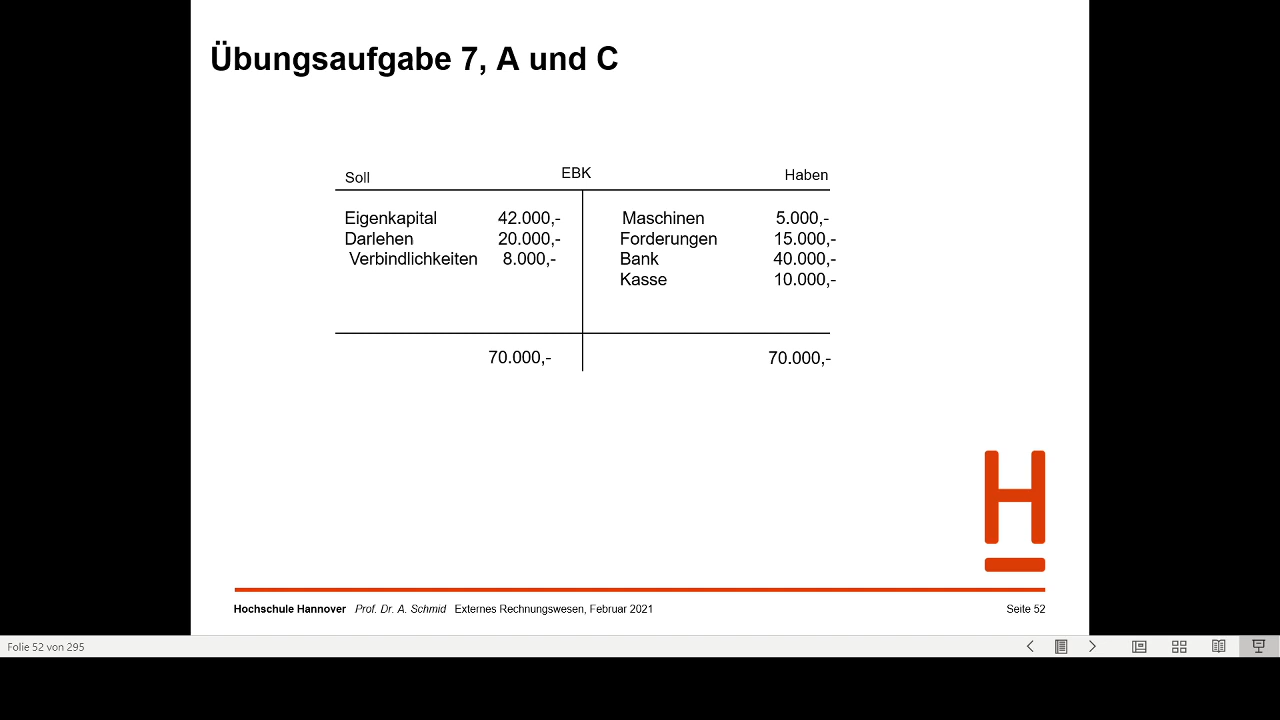 Übungsaufgabe 7, A und C
Soll EBK Haben
Eigenkapital 42.000,- Maschinen 5.000,-
Darlehen 20.000,- Forderungen 15.000,-
Verbindlichkeiten 8.000,- Bank 40.000,-
Kasse 10.000,-
70.000,- 70.000,-
H
Hochschule Hannover Prof. Dr. A. Schmid Externes Rechnungswesen, Februar 2021 Seite 52
Folie 52 von 295